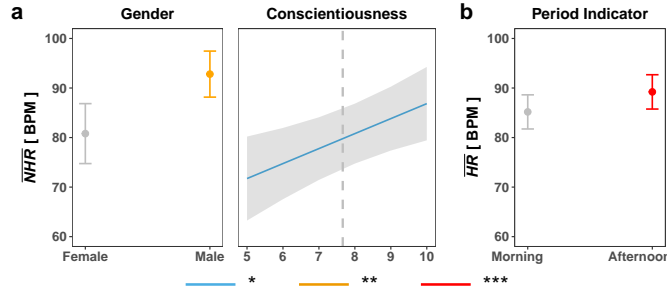 a
Gender
Conscientiousness
b
Period Indicator
NHR [ BPM ]
100
90
80
70
60
Female
Male
5
6
7
8
9
10
HR [ BPM ]
100
90
80
70
60
Morning
Afternoon
*
**
***